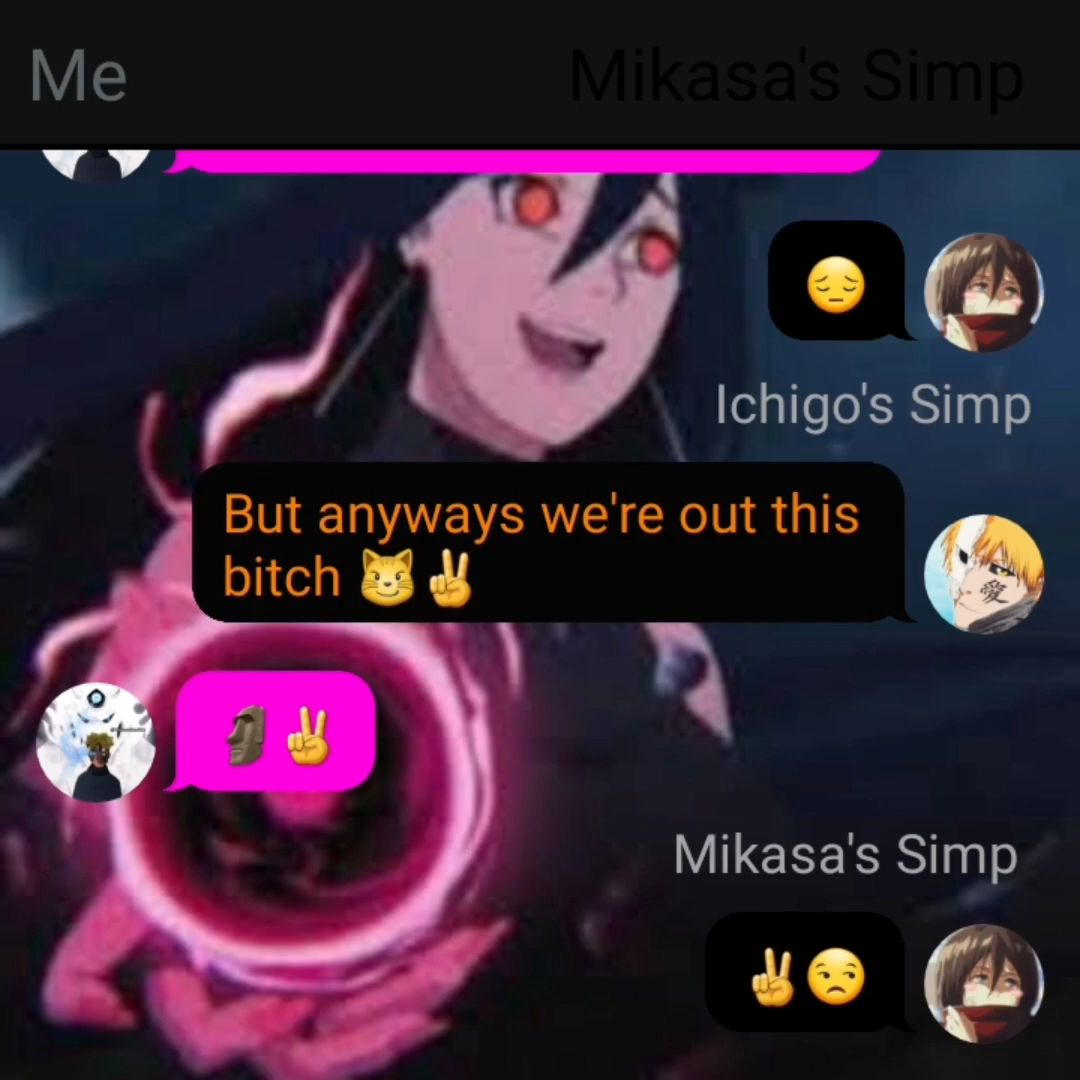 Me
Mikasa's Simp
😔
Ichigo's Simp
But anyways we're out this
bitch 😼✌️
🗿✌️
Mikasa's Simp
✌️😒